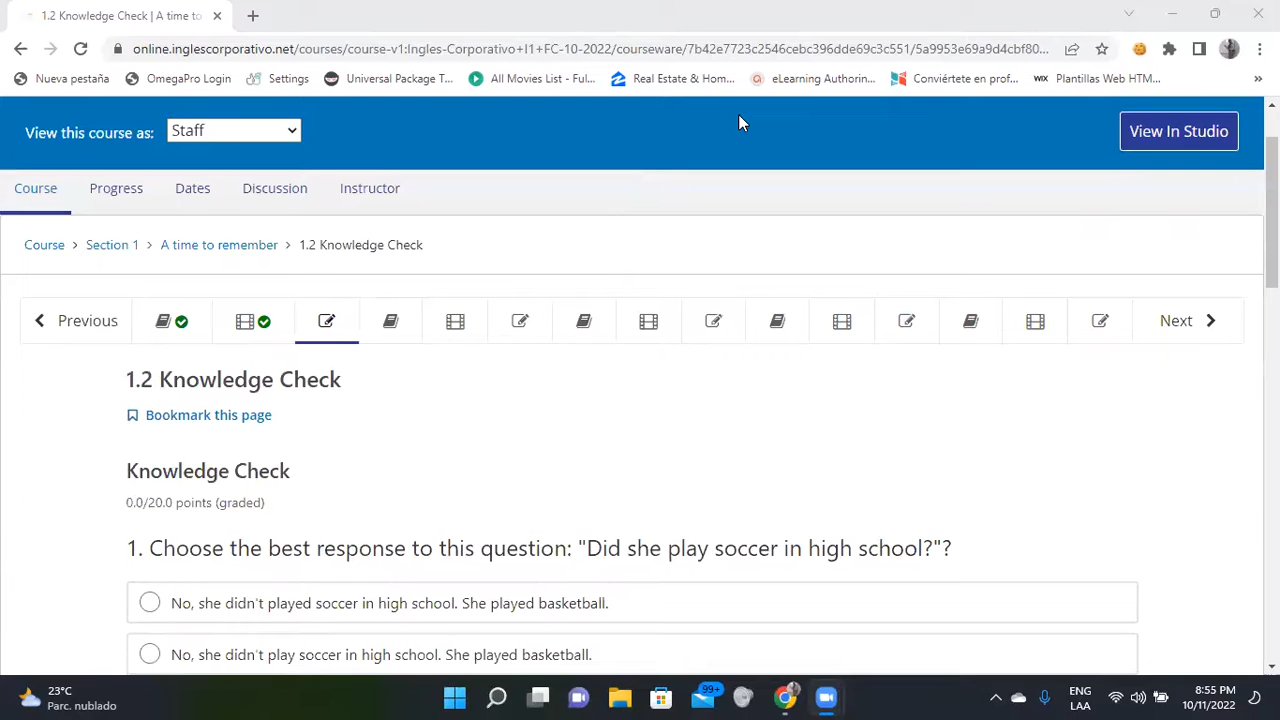 1.2 Knowledge Check | A time to
online.inglescorporativo.net/courses/course-v1:Ingles-Corporativo+I1+FC-10-2022/courseware/7b42e7723c2546cebc396dde69c3c551/5a9953e69a9d4cbf80...
Nueva pestaña OmegaPro Login Settings Universal Package T... All Movies List - Ful... Real Estate & Hom... eLearning Authorin... Conviértete en prof... WIX Plantillas Web HTM... »
View this course as: Staff View In Studio
Course Progress Dates Discussion Instructor
Course > Section 1 > A time to remember > 1.2 Knowledge Check
Previous Next
1.2 Knowledge Check
Bookmark this page
Knowledge Check
0.0/20.0 points (graded)
1. Choose the best response to this question: "Did she play soccer in high school?"?
No, she didn't played soccer in high school. She played basketball.
No, she didn't play soccer in high school. She played basketball.
23°C
Parc. nublado
99+
ENG
LAA
8:55 PM
10/11/2022